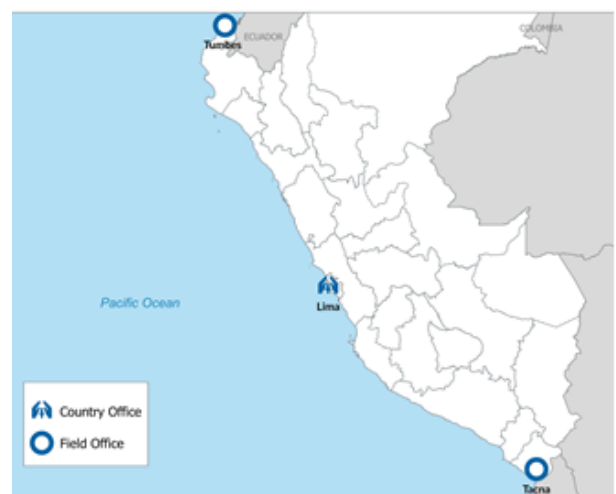 COLOMBIA
ECUADOR
Tumbes
Pacific Ocean
Lima
Country Office
Field Office
Tacna